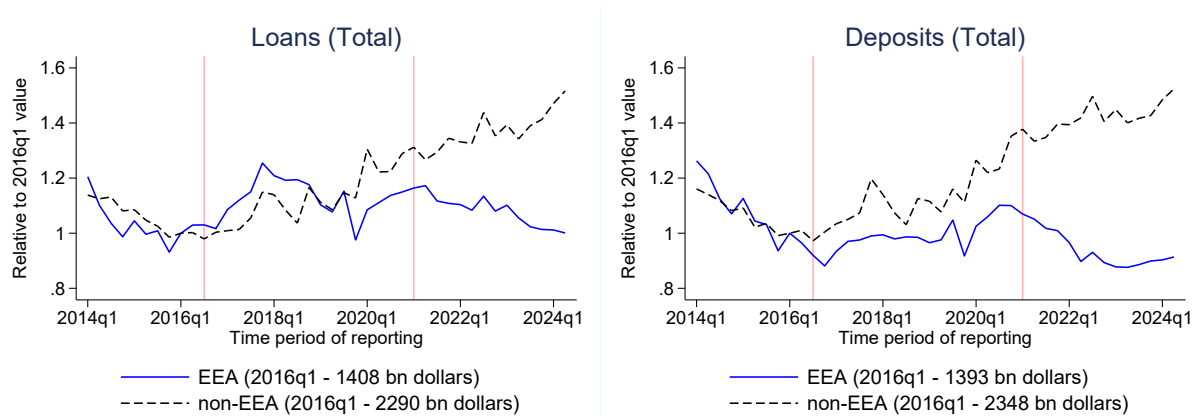 Loans (Total)
Relative to 2016q1 value
1.6
1.4
1.2
1
.8
2014q1
2016q1
2018q1
2020q1
2022q1
2024q1
Time period of reporting
EEA (2016q1 - 1408 bn dollars)
non-EEA (2016q1 - 2290 bn dollars)
Deposits (Total)
Relative to 2016q1 value
1.6
1.4
1.2
1
.8
2014q1
2016q1
2018q1
2020q1
2022q1
2024q1
Time period of reporting
EEA (2016q1 - 1393 bn dollars)
non-EEA (2016q1 - 2348 bn dollars)